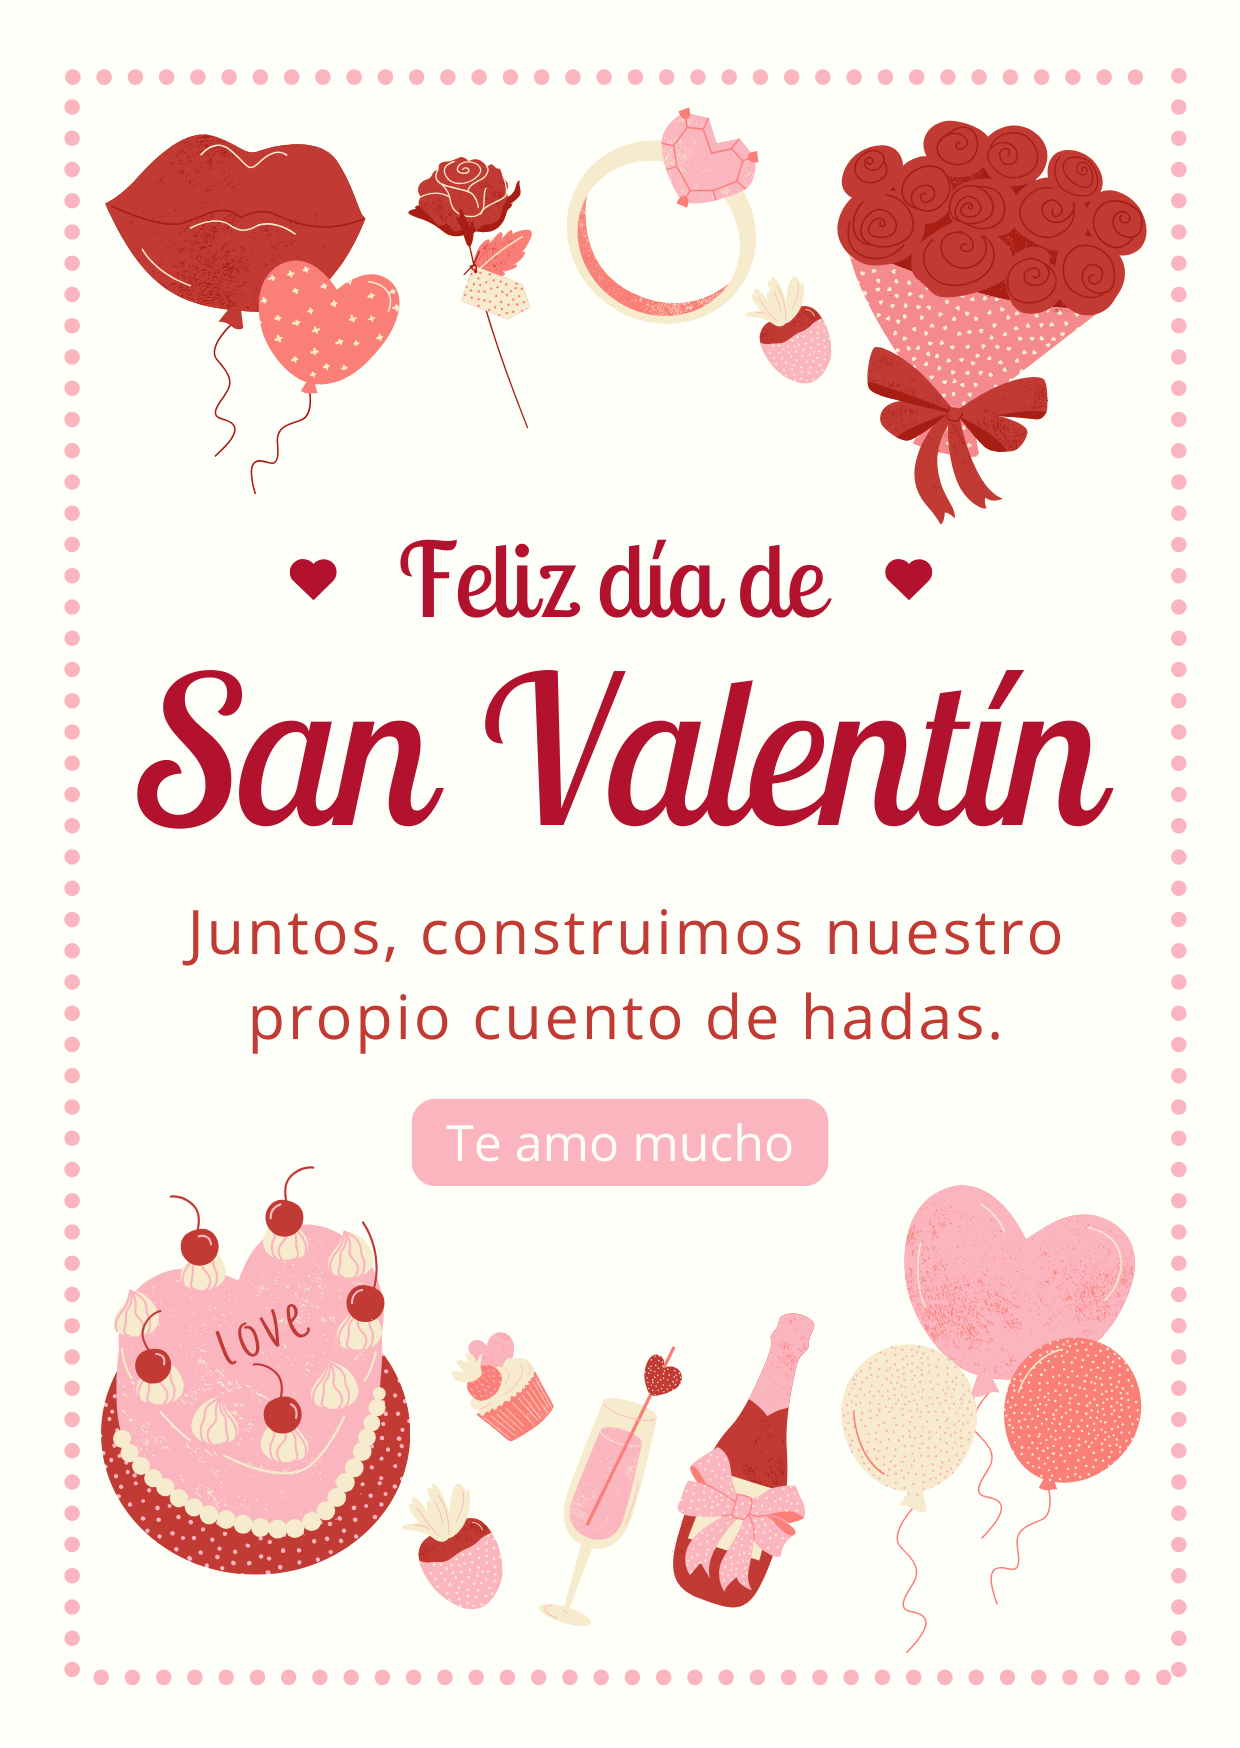 Feliz día de
San Valentín
Juntos, construimos nuestro
propio cuento de hadas.
Te amo mucho
LOVE